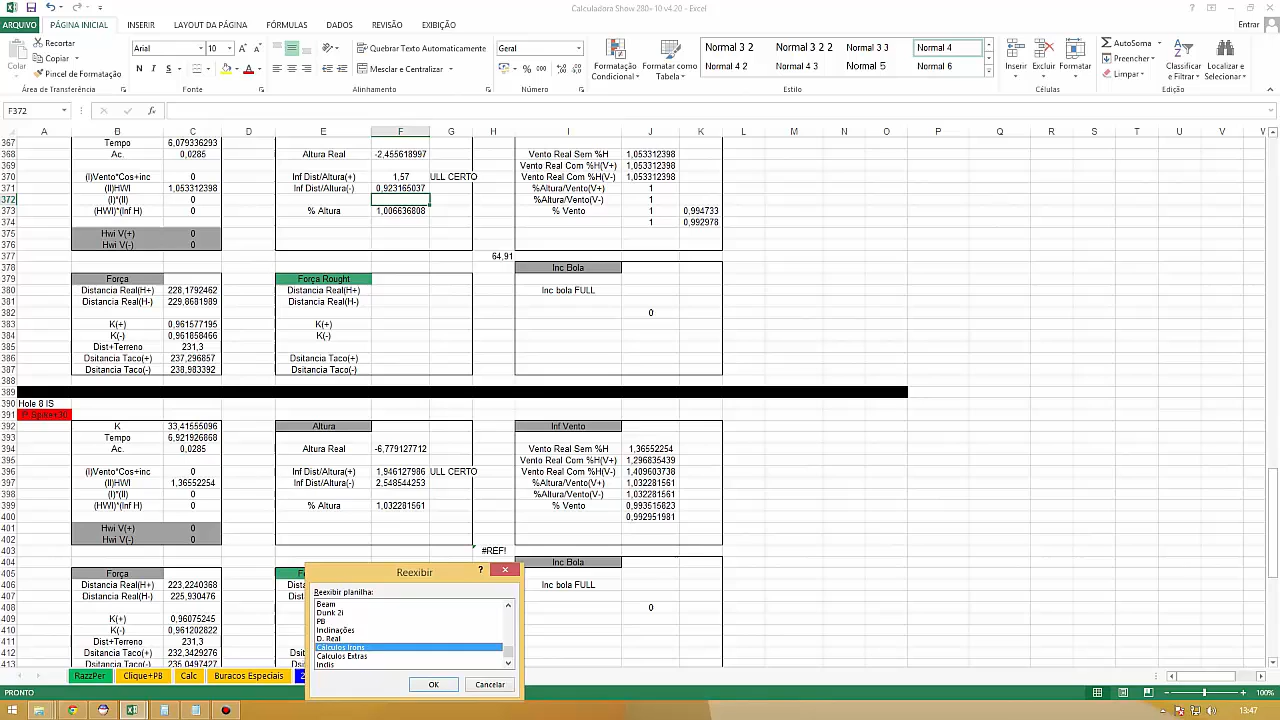 Calculadora Show 280+10 v4.20 - Excel
ARQUIVO PÁGINA INICIAL INSERIR LAYOUT DA PÁGINA FÓRMULAS DADOS REVISÃO EXIBIÇÃO Entrar
Colar Recortar Copiar Pincel de Formatação
Arial 10
N I S
Quebrar Texto Automaticamente
Mesclar e Centralizar
Geral
Formatação Condicional Formatar como Tabela
Normal 3 2 Normal 3 2 2 Normal 3 3 Normal 4
Normal 4 2 Normal 4 3 Normal 5 Normal 6
Inserir Excluir Formatar
AutoSoma Preencher Limpar
Classificar e Filtrar Localizar e Selecionar
Área de Transferência Fonte Alinhamento Número Estilo Células Edição
F372
A B C D E F G H I J K L M N O P Q R S T U V W
367 Tempo 6,079336293
368 Ac. 0,0285 Altura Real -2,455618997 Vento Real Sem %H 1,053312398
369 Vento Real Com %H(V+) 1,053312398
370 (I)Vento*Cos+inc 0 Inf Dist/Altura(+) 1,57 ULL CERTO Vento Real Com %H(V-) 1,053312398
371 (II)HWI 1,053312398 Inf Dist/Altura(-) 0,923165037 %Altura/Vento(V+) 1
372 (I)*(II) 0 %Altura/Vento(V-) 1
373 (HWI)*(Inf H) 0 % Altura 1,006636808 % Vento 1 0,994733
374 1 0,992978
375 Hwi V(+) 0
376 Hwi V(-) 0
377 64,91
378 Inc Bola
379 Força Força Rought
380 Distancia Real(H+) 228,1792462 Distancia Real(H+) Inc bola FULL
381 Distancia Real(H-) 229,8681989 Distancia Real(H-)
382 0
383 K(+) 0,961577195 K(+)
384 K(-) 0,961858466 K(-)
385 Dist+Terreno 231,3
386 Dsitancia Taco(+) 237,296857 Dsitancia Taco(+)
387 Dsitancia Taco(-) 238,983392 Dsitancia Taco(-)
388
389
390 Hole 8 IS
391
392 K 33,41555096 Altura Inf Vento
393 Tempo 6,921926868
394 Ac. 0,0285 Altura Real -6,779127712 Vento Real Sem %H 1,36552254
395 Vento Real Com %H(V+) 1,296835439
396 (I)Vento*Cos+inc 0 Inf Dist/Altura(+) 1,946127986 ULL CERTO Vento Real Com %H(V-) 1,409603738
397 (II)HWI 1,36552254 Inf Dist/Altura(-) 2,548544253 %Altura/Vento(V+) 1,032281561
398 (I)*(II) 0 %Altura/Vento(V-) 1,032281561
399 (HWI)*(Inf H) 0 % Altura 1,032281561 % Vento 0,993515823
400 0,992951981
401 Hwi V(+) 0
402 Hwi V(-) 0
403 #REF!
404 Inc Bola
405 Força
406 Distancia Real(H+) 223,2240368 Inc bola FULL
407 Distancia Real(H-) 225,930476
408 0
409 K(+) 0,96075245
410 K(-) 0,961202822
411 Dist+Terreno 231,3
412 Dsitancia Taco(+) 232,3429276
413 Dsitancia Taco(-) 235,0497427
Reexibir
Reexibir planilha:
Beam
Dunk 2i
PB
Inclinações
D. Real
Calculos Irons
Calculos Extras
Indis
OK Cancelar
RazzPer Clique+PB Calc Buracos Especiais
PRONTO 100%
13:47